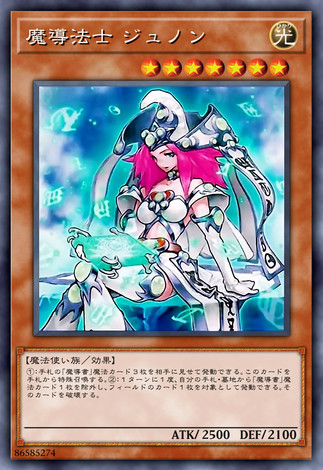 魔導法士 ジュノン
光
【魔法使い族／効果】
①：手札の「魔導書」魔法カード３枚を相手に見せて発動できる。このカードを
手札から特殊召喚する。②：１ターンに１度、自分の手札・墓地から「魔導書」魔法
カード１枚を除外し、フィールドのカード１枚を対象として発動できる。そ
のカードを破壊する。
ATK/2500 DEF/2100
86585274